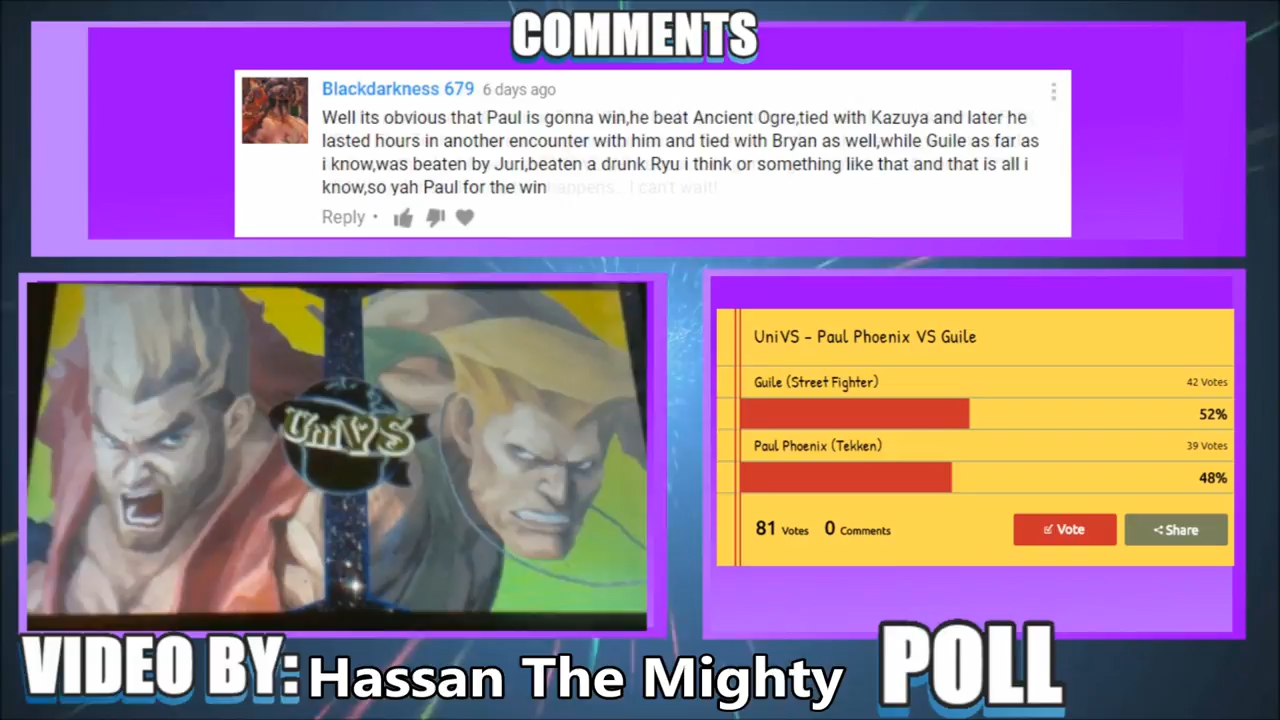 COMMENTS
Blackdarkness 679 6 days ago
Well its obvious that Paul is gonna win,he beat Ancient Ogre,tied with Kazuya and later he
lasted hours in another encounter with him and tied with Bryan as well,while Guile as far as
i know,was beaten by Juri,beaten a drunk Ryu i think or something like that and that is all i
know,so yah Paul for the win happens... I can't wait!
Reply
UniVS
UniVS - Paul Phoenix VS Guile
Guile (Street Fighter) 42 Votes
52%
Paul Phoenix (Tekken) 39 Votes
48%
81 Votes 0 Comments Vote Share
VIDEO BY: Hassan The Mighty
POLL